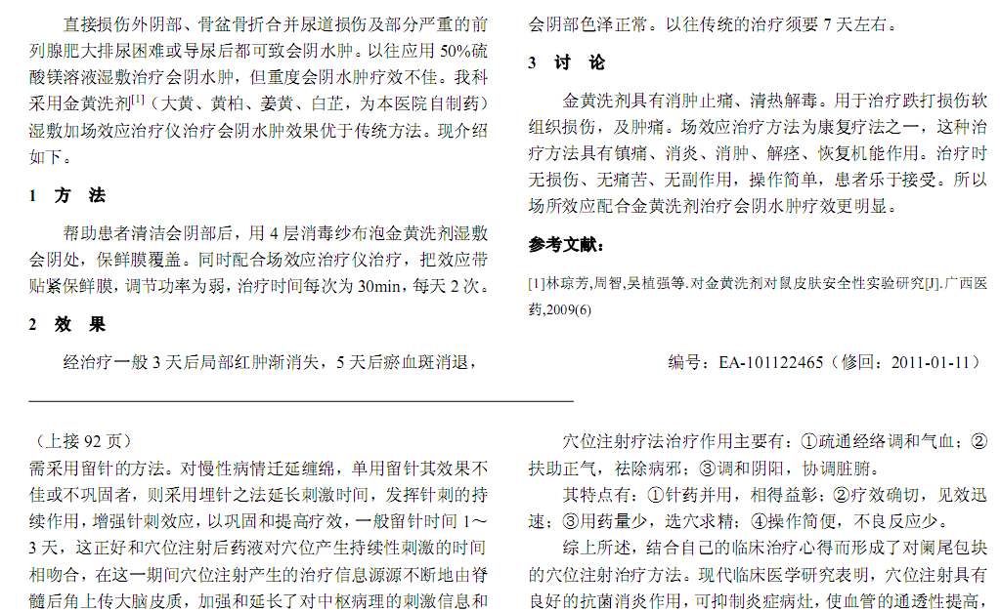 直接损伤外阴部、骨盆骨折合并尿道损伤及部分严重的前
列腺肥大排尿困难或导尿后都可致会阴水肿。以往应用 50%硫
酸镁溶液湿敷治疗会阴水肿，但重度会阴水肿疗效不佳。我科
采用金黄洗剂[1]（大黄、黄柏、姜黄、白芷，为本医院自制药）
湿敷加场效应治疗仪治疗会阴水肿效果优于传统方法。现介绍
如下。
1 方 法
帮助患者清洁会阴部后，用 4 层消毒纱布泡金黄洗剂湿敷
会阴处，保鲜膜覆盖。同时配合场效应治疗仪治疗，把效应带
贴紧保鲜膜，调节功率为弱，治疗时间每次为 30min，每天 2 次。
2 效 果
经治疗一般 3 天后局部红肿渐消失，5 天后瘀血斑消退，
会阴部色泽正常。以往传统的治疗须要 7 天左右。
3 讨 论
金黄洗剂具有消肿止痛、清热解毒。用于治疗跌打损伤软
组织损伤，及肿痛。场效应治疗方法为康复疗法之一，这种治
疗方法具有镇痛、消炎、消肿、解痉、恢复机能作用。治疗时
无损伤、无痛苦、无副作用，操作简单，患者乐于接受。所以
场所效应配合金黄洗剂治疗会阴水肿疗效更明显。
参考文献：
[1]林琼芳,周智,吴植强等.对金黄洗剂对鼠皮肤安全性实验研究[J].广西医
药,2009(6)
编号：EA-101122465（修回：2011-01-11）
（上接 92 页）
需采用留针的方法。对慢性病情迁延缠绵，单用留针其效果不
佳或不巩固者，则采用埋针之法延长刺激时间，发挥针刺的持
续作用，增强针刺效应，以巩固和提高疗效，一般留针时间 1～
3 天，这正好和穴位注射后药液对穴位产生持续性刺激的时间
相吻合，在这一期间穴位注射产生的治疗信息源源不断地由脊
髓后角上传大脑皮质，加强和延长了对中枢病理的刺激信息和
穴位注射疗法治疗作用主要有：①疏通经络调和气血；②
扶助正气，祛除病邪；③调和阴阳，协调脏腑。
其特点有：①针药并用，相得益彰；②疗效确切，见效迅
速；③用药量少，选穴求精；④操作简便，不良反应少。
综上所述，结合自己的临床治疗心得而形成了对阑尾包块
的穴位注射治疗方法。现代临床医学研究表明，穴位注射具有
良好的抗菌消炎作用，可抑制炎症病灶，使血管的通透性提高，